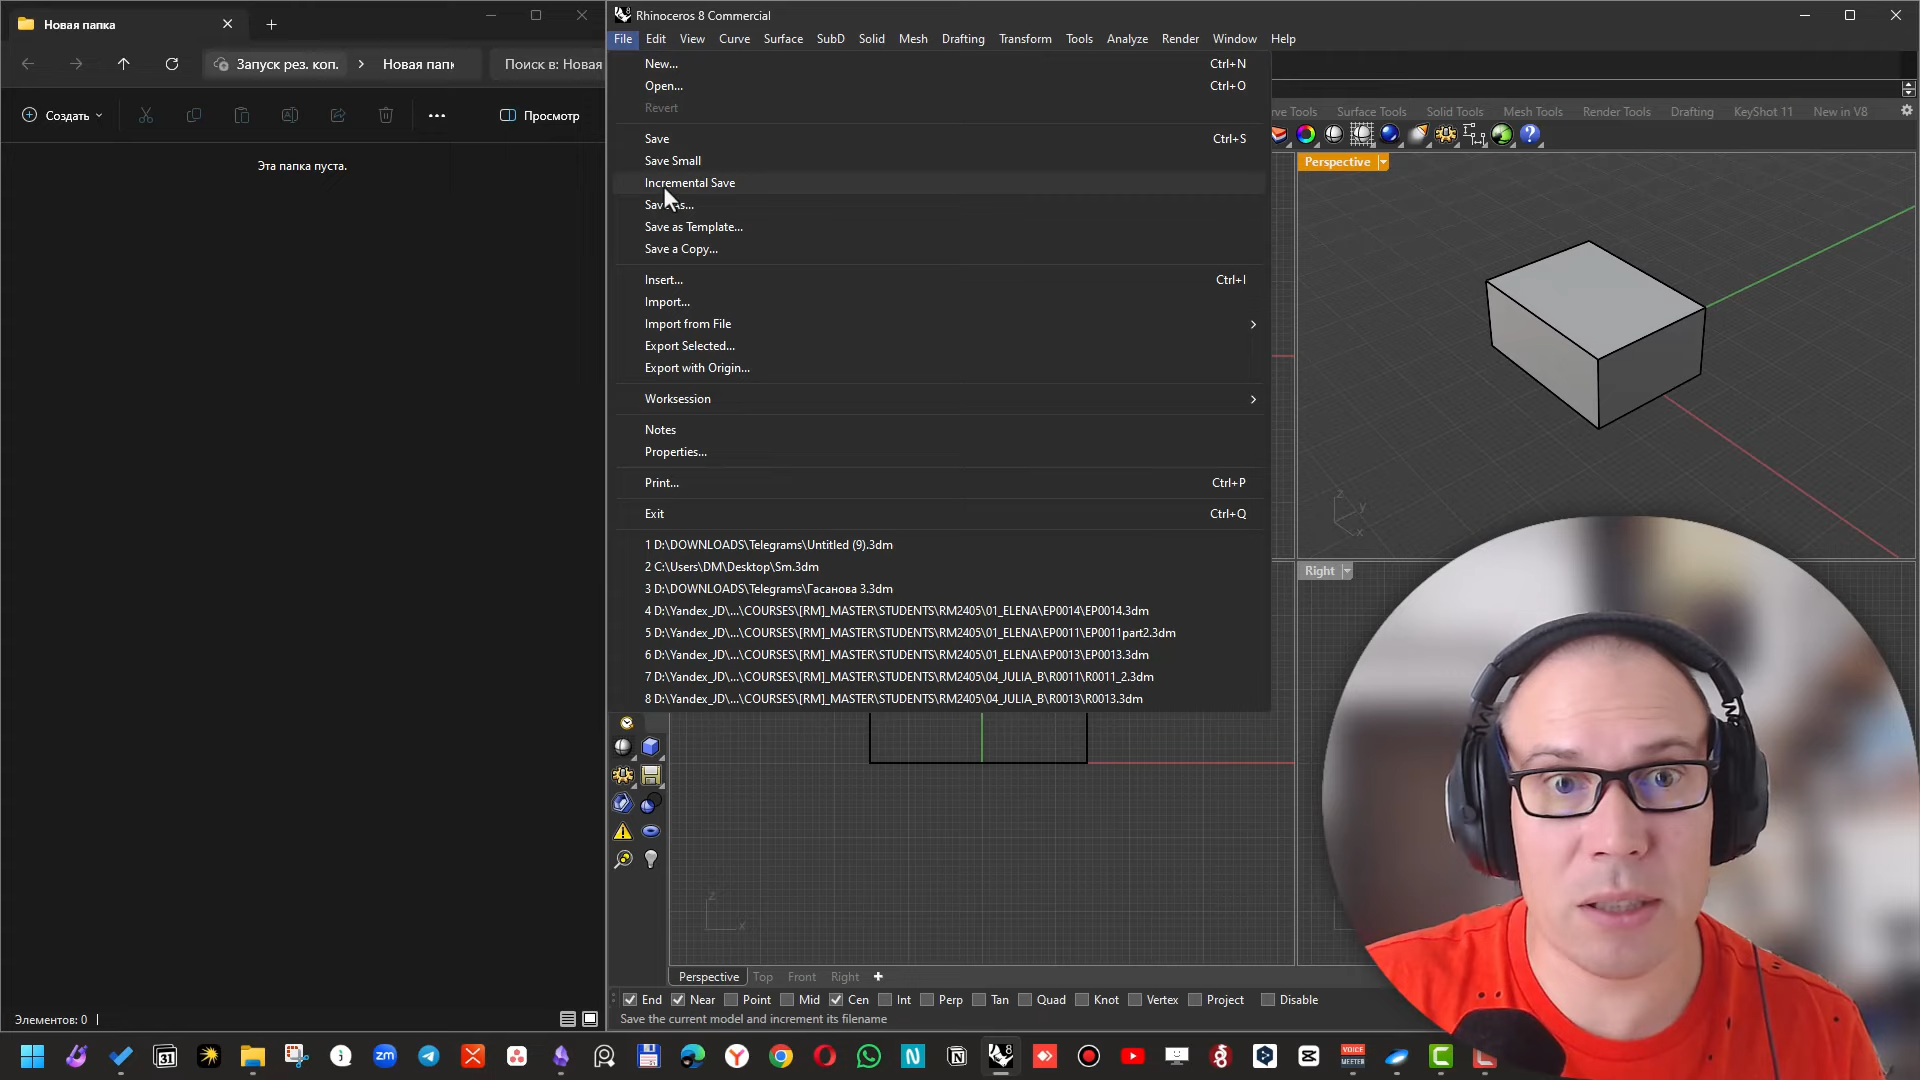 Новая папка
Запуск рез. коп.
Новая папк
Поиск в: Новая
Создать
Просмотр
Эта папка пуста.
Элементов: 0
Rhinoceros 8 Commercial
File Edit View Curve Surface SubD Solid Mesh Drafting Transform Tools Analyze Render Window Help
New... Ctrl+N
Open... Ctrl+O
Revert
Save Ctrl+S
Save Small
Incremental Save
Save As...
Save as Template...
Save a Copy...
Insert... Ctrl+I
Import...
Import from File
Export Selected...
Export with Origin...
Worksession
Notes
Properties...
Print... Ctrl+P
Exit Ctrl+Q
1 D:\DOWNLOADS\Telegrams\Untitled (9).3dm
2 C:\Users\DM\Desktop\Sm.3dm
3 D:\DOWNLOADS\Telegrams\Гасанова 3.3dm
4 D:\Yandex_JD\...\COURSES\[RM]_MASTER\STUDENTS\RM2405\01_ELENA\EP0014\EP0014.3dm
5 D:\Yandex_JD\...\COURSES\[RM]_MASTER\STUDENTS\RM2405\01_ELENA\EP0011\EP0011part2.3dm
6 D:\Yandex_JD\...\COURSES\[RM]_MASTER\STUDENTS\RM2405\01_ELENA\EP0013\EP0013.3dm
7 D:\Yandex_JD\...\COURSES\[RM]_MASTER\STUDENTS\RM2405\04_JULIA_B\R0011\R0011_2.3dm
8 D:\Yandex_JD\...\COURSES\[RM]_MASTER\STUDENTS\RM2405\04_JULIA_B\R0013\R0013.3dm
rve Tools Surface Tools Solid Tools Mesh Tools Render Tools Drafting KeyShot 11 New in V8
Perspective
z
y
x
Right
z
x
Perspective Top Front Right
End Near Point Mid Cen Int Perp Tan Quad Knot Vertex Project Disable
Save the current model and increment its filename
31
zm
8
VOICE
MEETER